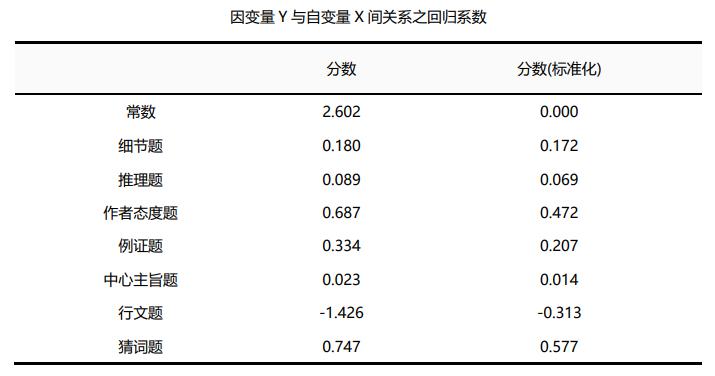 因变量 Y 与自变量 X 间关系之回归系数
分数 分数(标准化)
常数 2.602 0.000
细节题 0.180 0.172
推理题 0.089 0.069
作者态度题 0.687 0.472
例证题 0.334 0.207
中心主旨题 0.023 0.014
行文题 -1.426 -0.313
猜词题 0.747 0.577